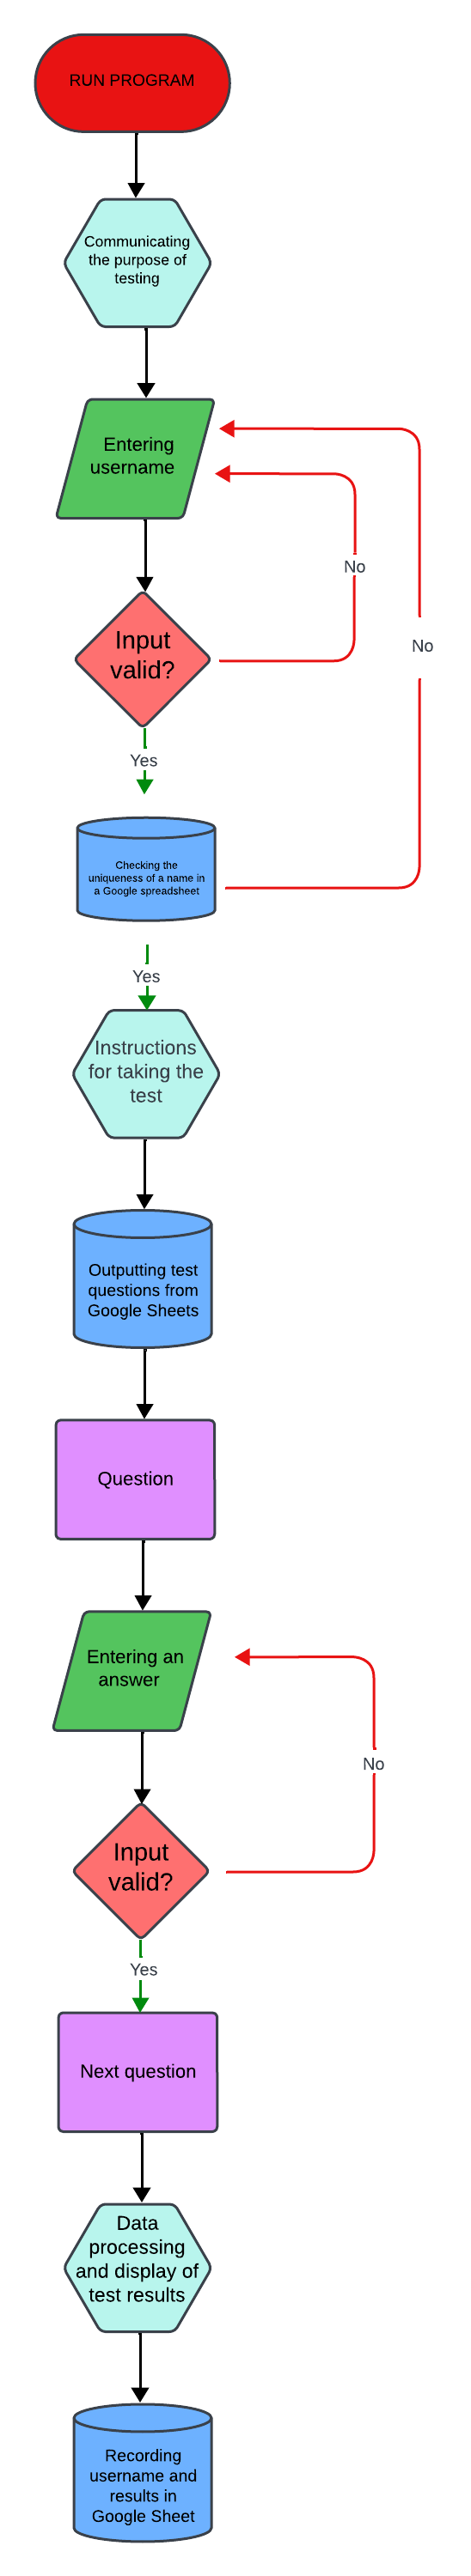 RUN PROGRAM
Communicating
the purpose of
testing
Entering
username
No
Input
valid?
No
Yes
Checking the
uniqueness of a name in
a Google spreadsheet
Yes
Instructions
for taking the
test
Outputting test
questions from
Google Sheets
Question
Entering an
answer
No
Input
valid?
Yes
Next question
Data
processing
and display of
test results
Recording
username and
results in
Google Sheet